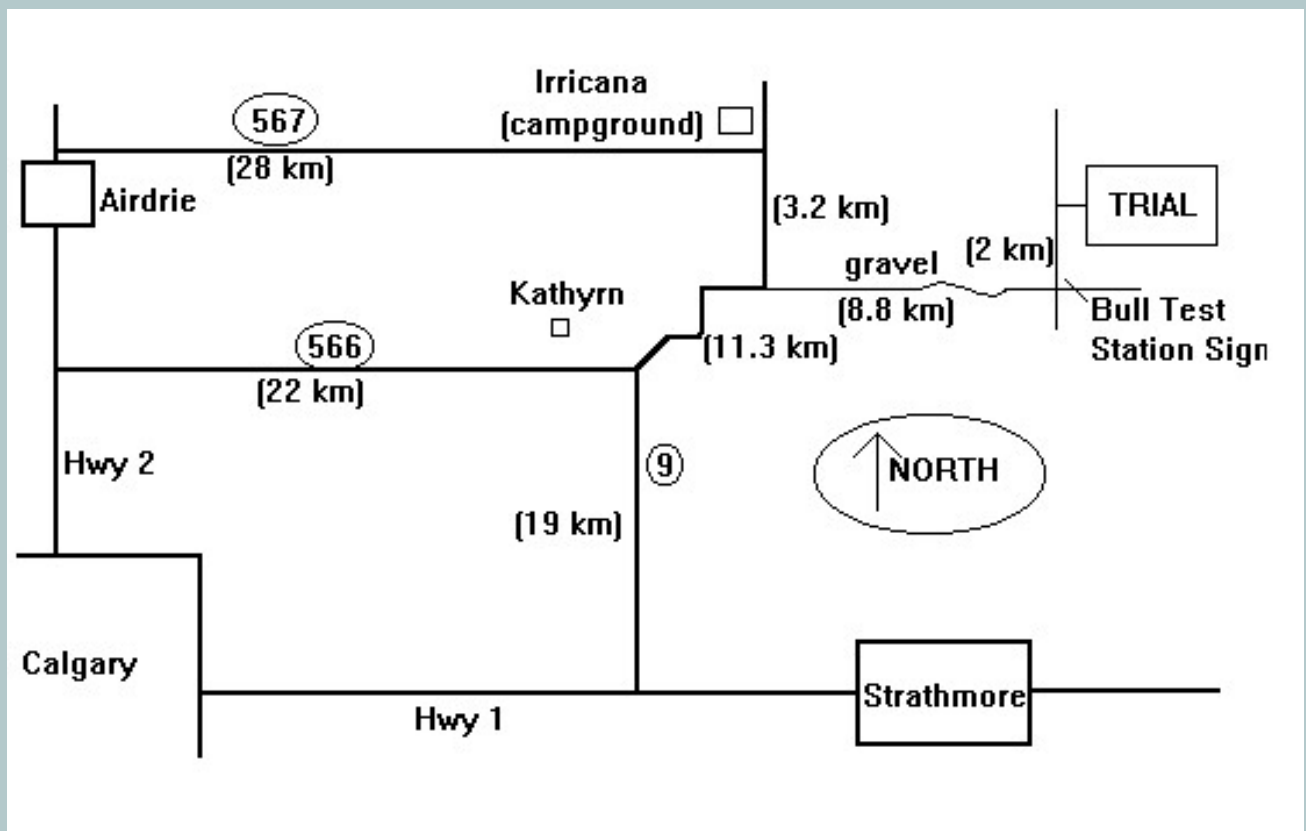 Irricana
(campground)
567
(28 km)
Airdrie
TRIAL
(3.2 km)
(2 km)
gravel
(8.8 km)
Kathyrn
Bull Test
Station Sign
566
(11.3 km)
(22 km)
Hwy 2
9
NORTH
(19 km)
Calgary
Strathmore
Hwy 1